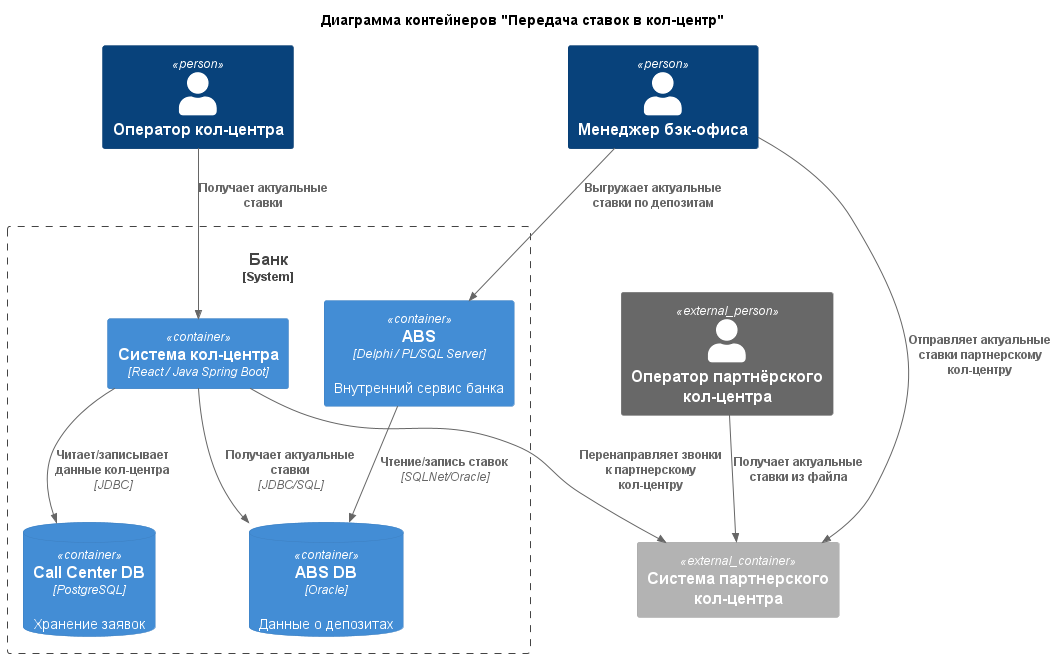 Диаграмма контейнеров "Передача ставок в кол-центр"
«person»
Оператор кол-центра
«person»
Менеджер бэк-офиса
Получает актуальные
ставки
Выгружает актуальные
ставки по депозитам
Банк
[System]
«container»
Система кол-центра
[React / Java Spring Boot]
«container»
ABS
[Delphi / PL/SQL Server]
Внутренний сервис банка
«external_person»
Оператор партнёрского
кол-центра
Отправляет актуальные
ставки партнерскому
кол-центру
Читает/записывает
данные кол-центра
[JDBC]
Получает актуальные
ставки
[JDBC/SQL]
Чтение/запись ставок
[SQLNet/Oracle]
Перенаправляет звонки
к партнерскому
кол-центру
Получает актуальные
ставки из файла
«container»
Call Center DB
[PostgreSQL]
Хранение заявок
«container»
ABS DB
[Oracle]
Данные о депозитах
«external_container»
Система партнерского
кол-центра